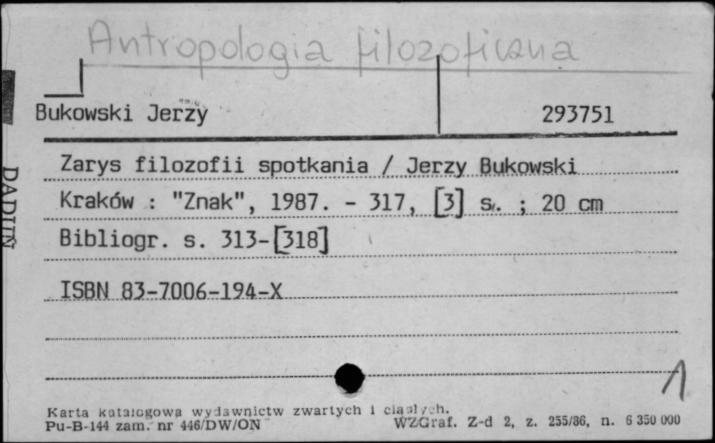 Antropologia filozoficzna
Bukowski Jerzy 293751
Zarys filozofii spotkania / Jerzy Bukowski
Kraków : "Znak", 1987. - 317, [3] s. ; 20 cm
Bibliogr. s. 313-[318]
ISBN 83-7006-194-X
1
Karta katalogowa wydawnictw zwartych i ciągłych.
Pu-B-144 zam. nr 446/DW/ON WZGraf. Z-d 2, z. 255/86, n. 6 350 000